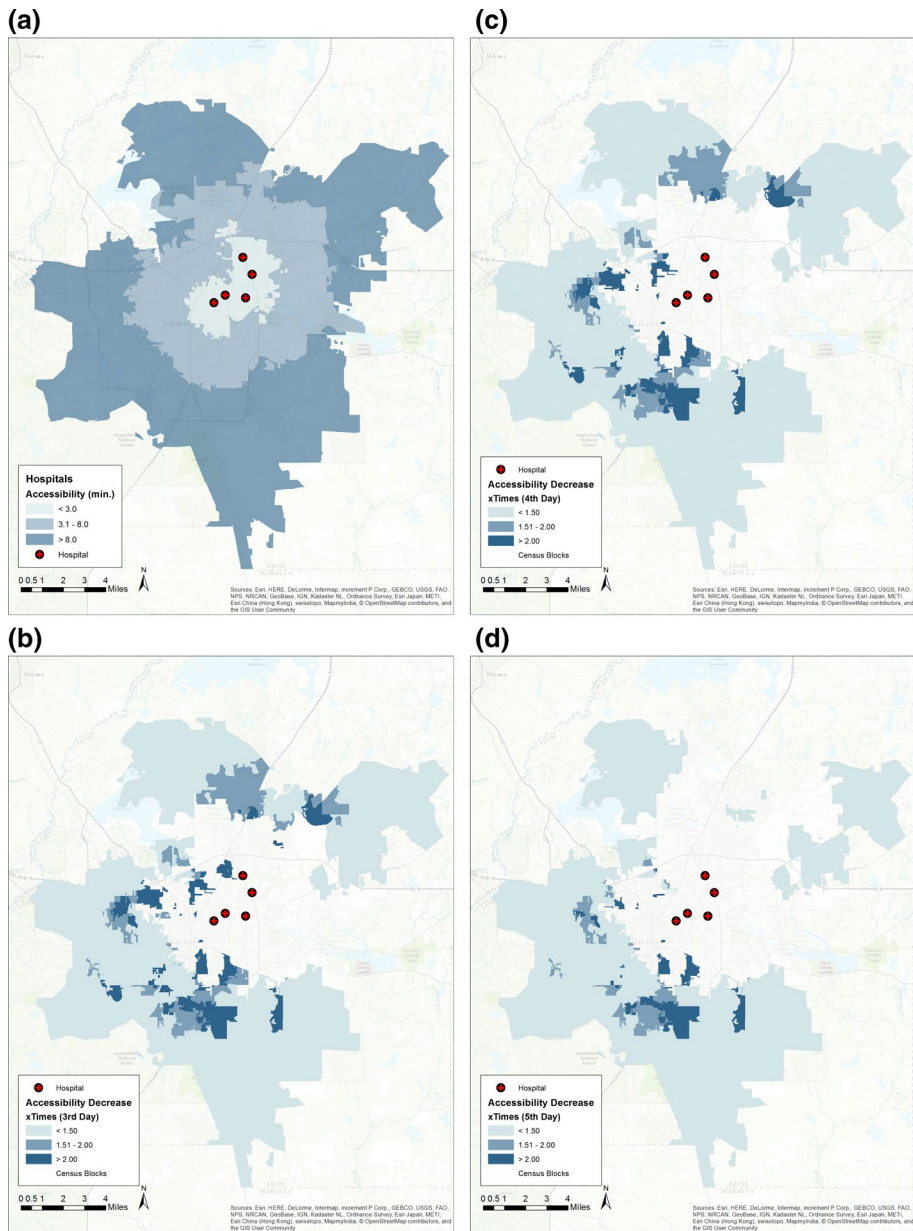 (a)
Havana
Hospitals
Accessibility (min.)
< 3.0
3.1 - 8.0
> 8.0
Hospital
LEON
WAKULLA
0 0.5 1 2 3 4
Miles
N
Sources: Esri, HERE, DeLorme, Intermap, increment P Corp., GEBCO, USGS, FAO,
NPS, NRCAN, GeoBase, IGN, Kadaster NL, Ordnance Survey, Esri Japan, METI,
Esri China (Hong Kong), swisstopo, MapmyIndia, © OpenStreetMap contributors, and
the GIS User Community
(c)
Havana
Hospital
Accessibility Decrease
xTimes (4th Day)
< 1.50
1.51 - 2.00
> 2.00
Census Blocks
LEON
WAKULLA
0 0.5 1 2 3 4
Miles
N
Sources: Esri, HERE, DeLorme, Intermap, increment P Corp., GEBCO, USGS, FAO,
NPS, NRCAN, GeoBase, IGN, Kadaster NL, Ordnance Survey, Esri Japan, METI,
Esri China (Hong Kong), swisstopo, MapmyIndia, © OpenStreetMap contributors, and
the GIS User Community
(b)
Havana
Hospital
Accessibility Decrease
xTimes (3rd Day)
< 1.50
1.51 - 2.00
> 2.00
Census Blocks
LEON
WAKULLA
0 0.5 1 2 3 4
Miles
N
Sources: Esri, HERE, DeLorme, Intermap, increment P Corp., GEBCO, USGS, FAO,
NPS, NRCAN, GeoBase, IGN, Kadaster NL, Ordnance Survey, Esri Japan, METI,
Esri China (Hong Kong), swisstopo, MapmyIndia, © OpenStreetMap contributors, and
the GIS User Community
(d)
Havana
Hospital
Accessibility Decrease
xTimes (5th Day)
< 1.50
1.51 - 2.00
> 2.00
Census Blocks
LEON
WAKULLA
0 0.5 1 2 3 4
Miles
N
Sources: Esri, HERE, DeLorme, Intermap, increment P Corp., GEBCO, USGS, FAO,
NPS, NRCAN, GeoBase, IGN, Kadaster NL, Ordnance Survey, Esri Japan, METI,
Esri China (Hong Kong), swisstopo, MapmyIndia, © OpenStreetMap contributors, and
the GIS User Community